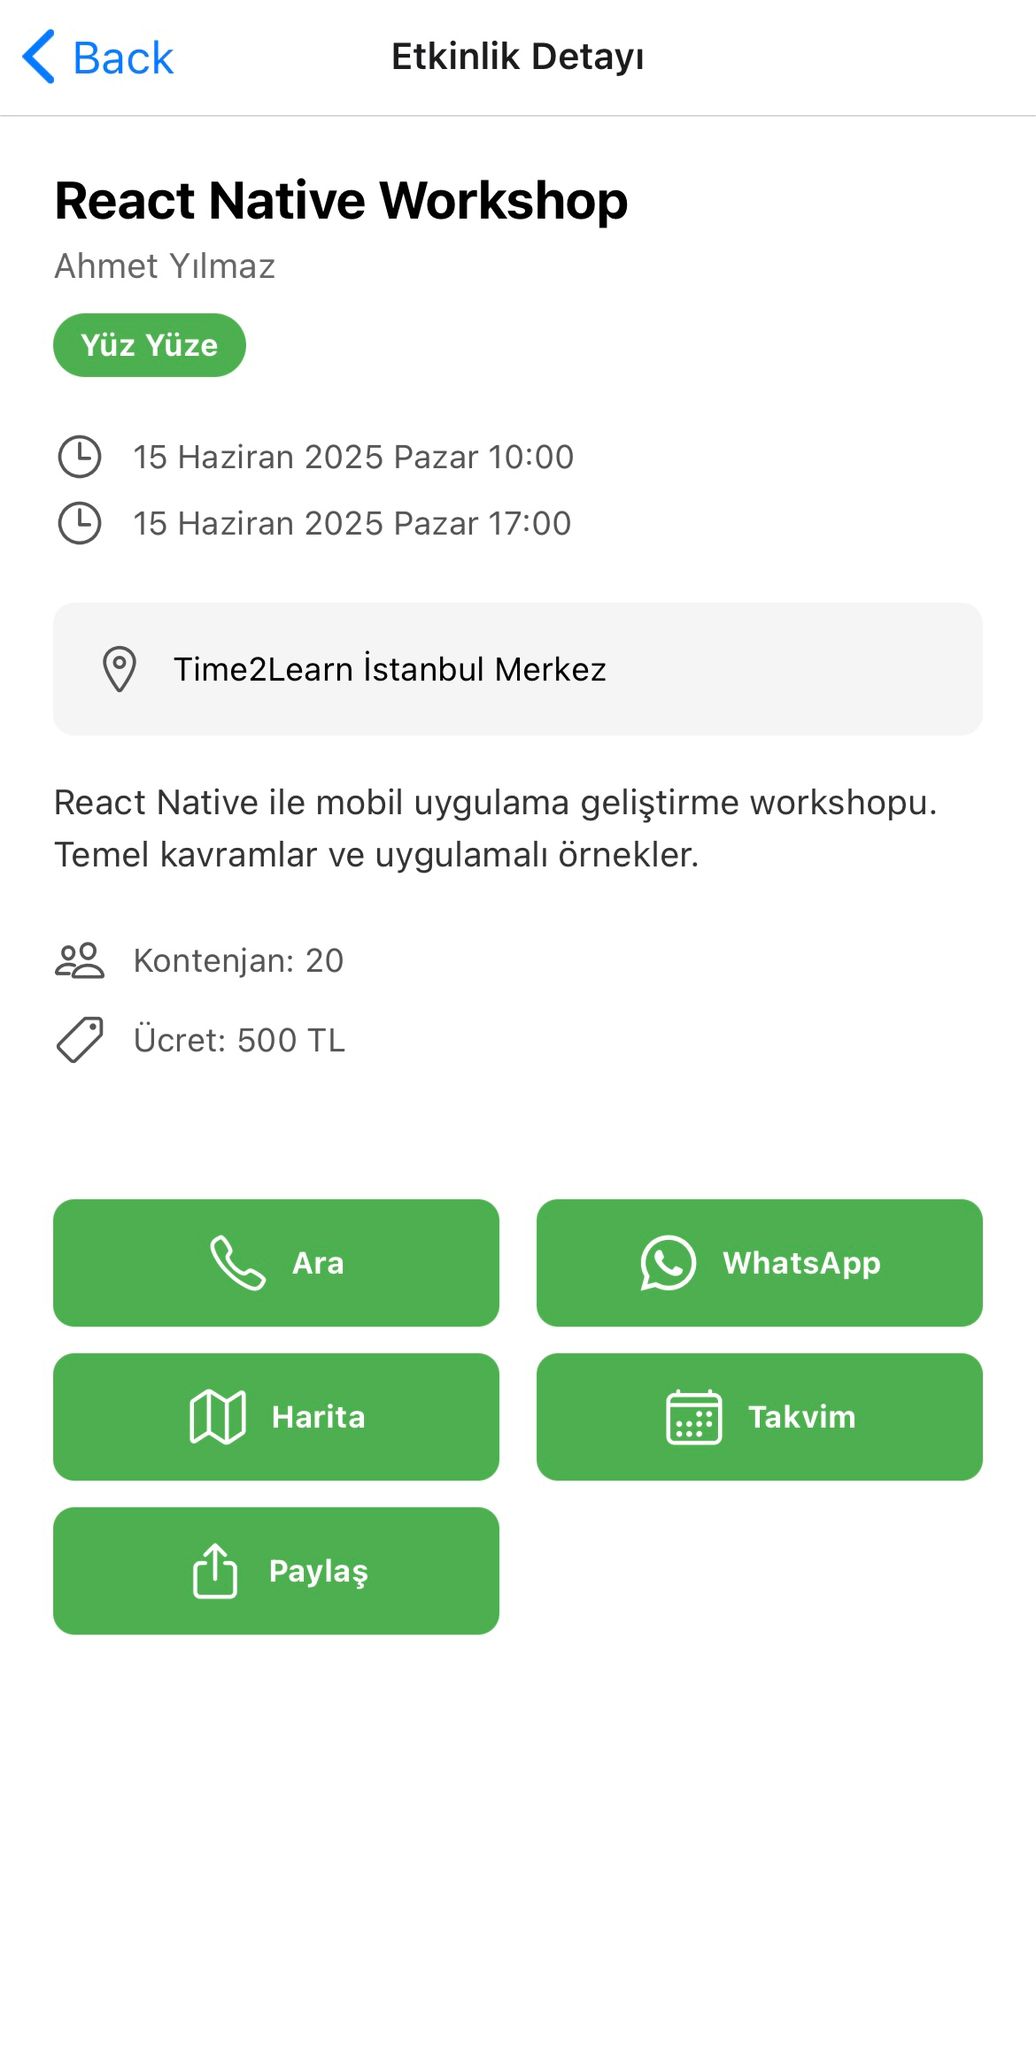 Back
Etkinlik Detayı
React Native Workshop
Ahmet Yılmaz
Yüz Yüze
15 Haziran 2025 Pazar 10:00
15 Haziran 2025 Pazar 17:00
Time2Learn İstanbul Merkez
React Native ile mobil uygulama geliştirme workshopu.
Temel kavramlar ve uygulamalı örnekler.
Kontenjan: 20
Ücret: 500 TL
Ara
WhatsApp
Harita
Takvim
Paylaş